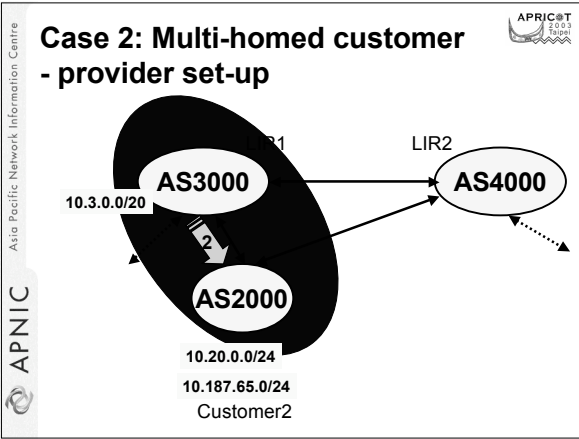 Case 2: Multi-homed customer
- provider set-up
APRICOT
2003
Taipei
Asia Pacific Network Information Centre
APNIC
LIR1
LIR2
AS3000
AS4000
10.3.0.0/20
2
AS2000
10.20.0.0/24
10.187.65.0/24
Customer2